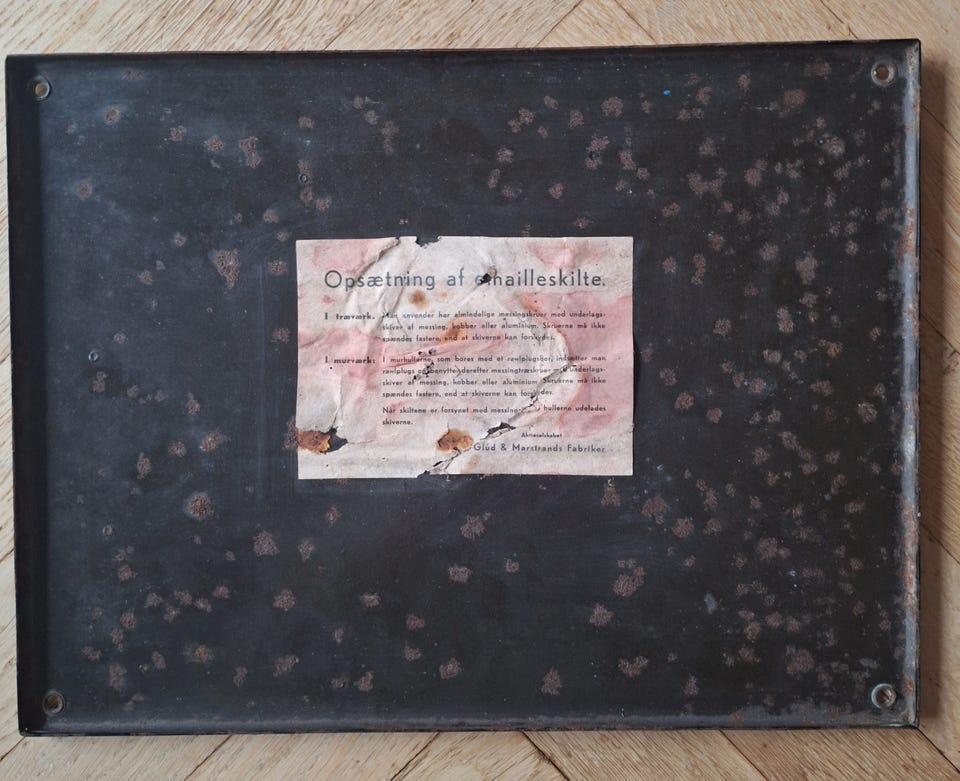 Opsætning af emailleskilte.
I træværk. Man anvender her almindelige messingskruer med underlags-
skiver af messing, kobber eller aluminium. Skruerne må ikke
spændes fastere, end at skiverne kan forskydes.
I murværk: I murhullerne, som bores med et rawlplugsbor, indsætter man
rawlplugs og benytter derefter messingtræskruer med underlags-
skiver af messing, kobber eller aluminium. Skruerne må ikke
spændes fastere, end at skiverne kan forskydes.
Når skiltene er forsynet med messing- i hullerne udelades
skiverne.
Aktieselskabet
Glud & Marstrands Fabriker